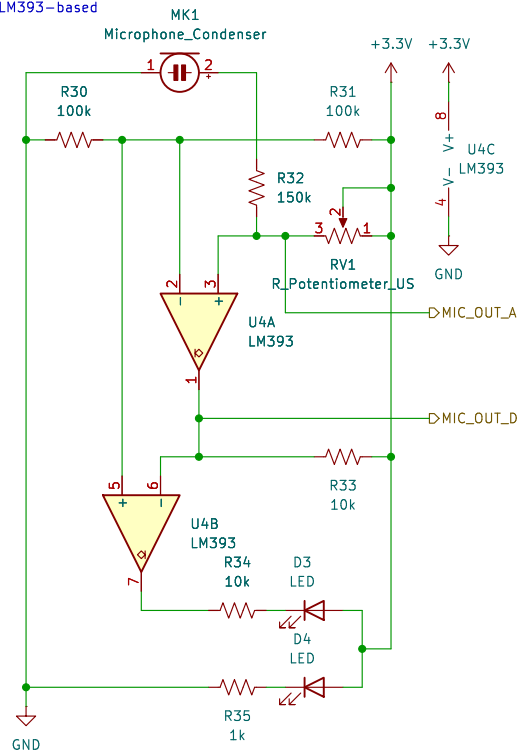 LM393-based
MK1
Microphone_Condenser
1
2
+
+3.3V
+3.3V
R30
100k
R31
100k
8
V+
U4C
LM393
V-
4
GND
R32
150k
2
3
1
RV1
R_Potentiometer_US
2
3
-
+
U4A
LM393
1
MIC_OUT_A
MIC_OUT_D
R33
10k
5
6
+
-
U4B
LM393
7
R34
10k
D3
LED
D4
LED
R35
1k
GND